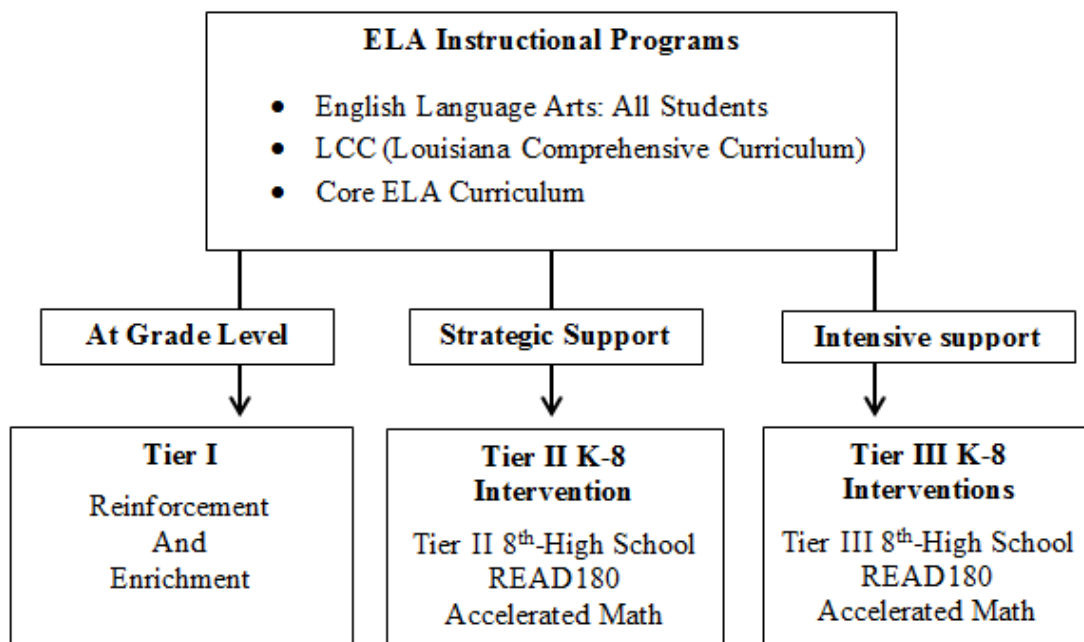 ELA Instructional Programs
• English Language Arts: All Students
• LCC (Louisiana Comprehensive Curriculum)
• Core ELA Curriculum
At Grade Level
Strategic Support
Intensive support
Tier I
Reinforcement
And
Enrichment
Tier II K-8
Intervention
Tier II 8th-High School
READ180
Accelerated Math
Tier III K-8
Interventions
Tier III 8th-High School
READ180
Accelerated Math